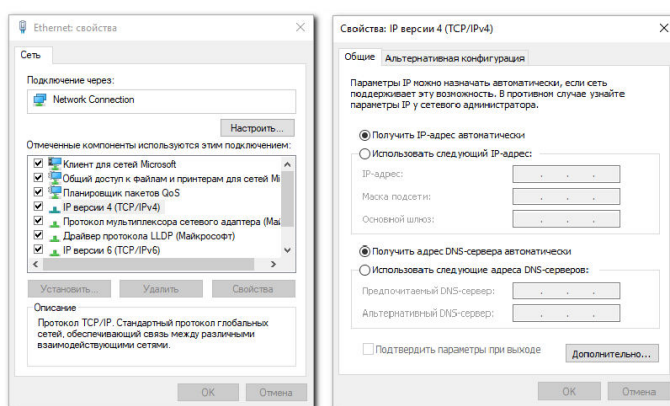 Ethernet: свойства
Сеть
Подключение через:
Network Connection
Настроить...
Отмеченные компоненты используются этим подключением:
Клиент для сетей Microsoft
Общий доступ к файлам и принтерам для сетей Mi
Планировщик пакетов QoS
IP версии 4 (TCP/IPv4)
Протокол мультиплексора сетевого адаптера (Май
Драйвер протокола LLDP (Майкрософт)
IP версии 6 (TCP/IPv6)
Установить...
Удалить
Свойства
Описание
Протокол TCP/IP. Стандартный протокол глобальных
сетей, обеспечивающий связь между различными
взаимодействующими сетями.
OK
Отмена
Свойства: IP версии 4 (TCP/IPv4)
Общие
Альтернативная конфигурация
Параметры IP можно назначать автоматически, если сеть
поддерживает эту возможность. В противном случае узнайте
параметры IP у сетевого администратора.
Получить IP-адрес автоматически
Использовать следующий IP-адрес:
IP-адрес:
Маска подсети:
Основной шлюз:
Получить адрес DNS-сервера автоматически
Использовать следующие адреса DNS-серверов:
Предпочитаемый DNS-сервер:
Альтернативный DNS-сервер:
Подтвердить параметры при выходе
Дополнительно...
OK
Отмена